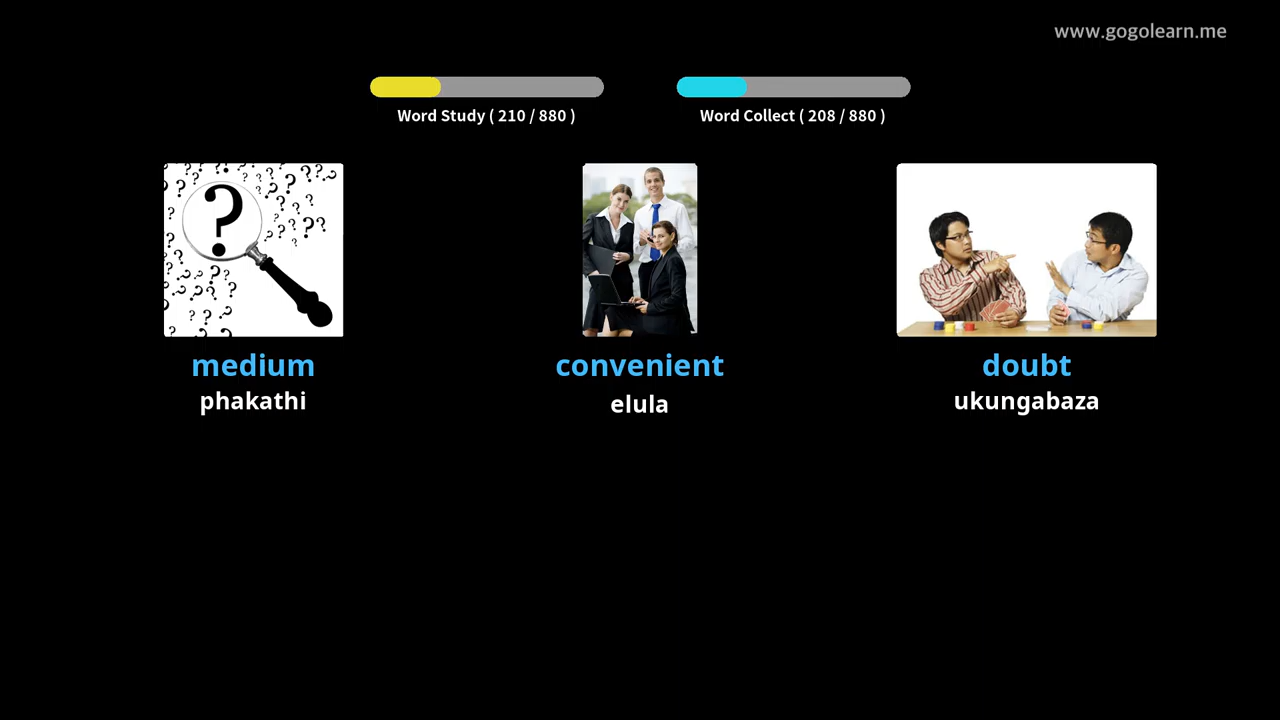 www.gogolearn.me
Word Study ( 210 / 880 )
Word Collect ( 208 / 880 )
medium
phakathi
convenient
elula
doubt
ukungabaza